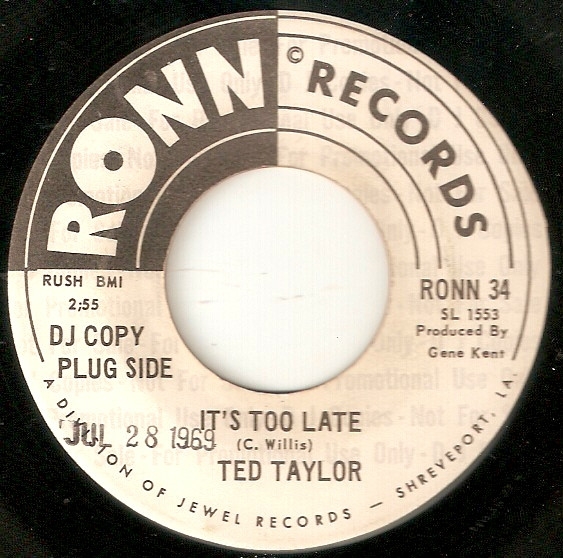 RONN © RECORDS
RUSH BMI
2;55
DJ COPY
PLUG SIDE
RONN 34
SL 1553
Produced By
Gene Kent
IT'S TOO LATE
(C. Willis)
TED TAYLOR
JUL 28 1969
A DIVISION OF JEWEL RECORDS — SHREVEPORT, LA.